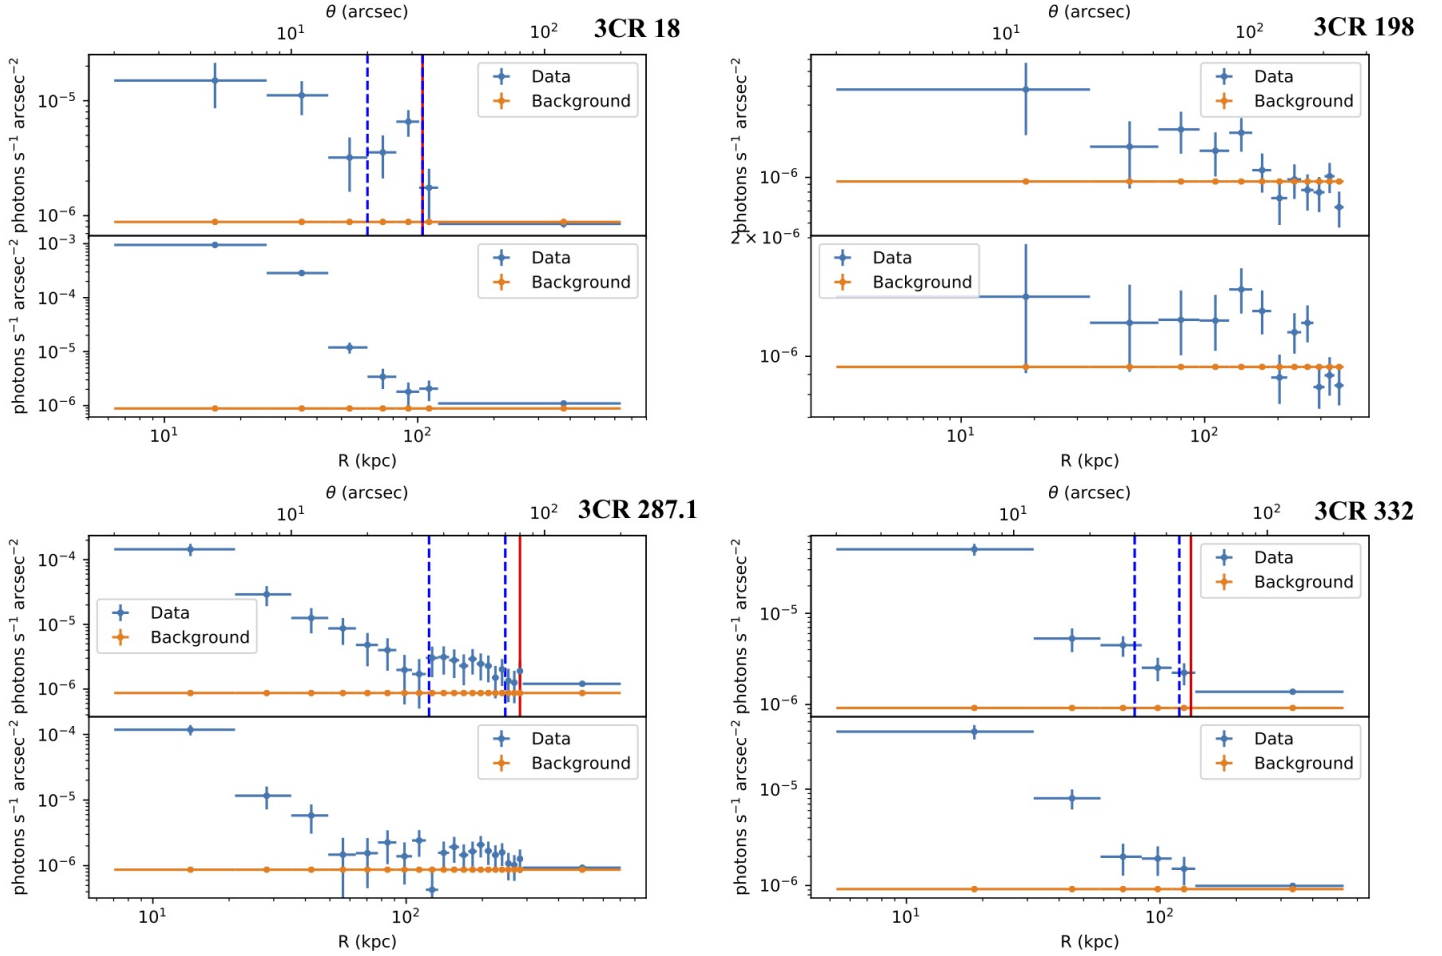 θ (arcsec)
10¹ 10² 3CR 18
photons s⁻¹ arcsec⁻²
10⁻⁵
10⁻⁶
Data
Background
photons s⁻¹ arcsec⁻²
10⁻³
10⁻⁴
10⁻⁵
10⁻⁶
Data
Background
10¹ 10²
R (kpc)
θ (arcsec)
10¹ 10² 3CR 198
photons s⁻¹ arcsec⁻²
10⁻⁶
Data
Background
photons s⁻¹ arcsec⁻²
2 × 10⁻⁶
10⁻⁶
Data
Background
10¹ 10²
R (kpc)
θ (arcsec)
10¹ 10² 3CR 287.1
photons s⁻¹ arcsec⁻²
10⁻⁴
10⁻⁵
10⁻⁶
Data
Background
photons s⁻¹ arcsec⁻²
10⁻⁴
10⁻⁵
10⁻⁶
Data
Background
10¹ 10²
R (kpc)
θ (arcsec)
10¹ 10² 3CR 332
photons s⁻¹ arcsec⁻²
10⁻⁵
10⁻⁶
Data
Background
photons s⁻¹ arcsec⁻²
10⁻⁵
10⁻⁶
Data
Background
10¹ 10²
R (kpc)